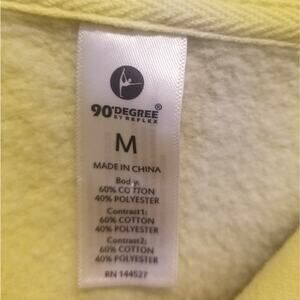 90°DEGREE®
BY REFLEX
M
MADE IN CHINA
Body:
60% COTTON
40% POLYESTER
Contrast1:
60% COTTON
40% POLYESTER
Contrast2:
60% COTTON
40% POLYESTER
RN 144527